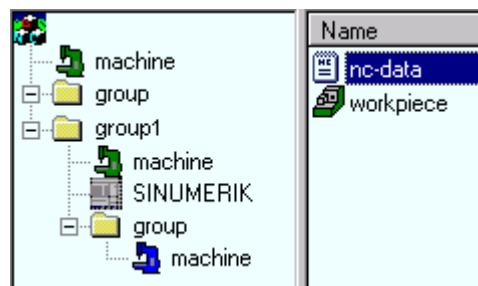 machine
group
group1
machine
SINUMERIK
group
machine
Name
nc-data
workpiece